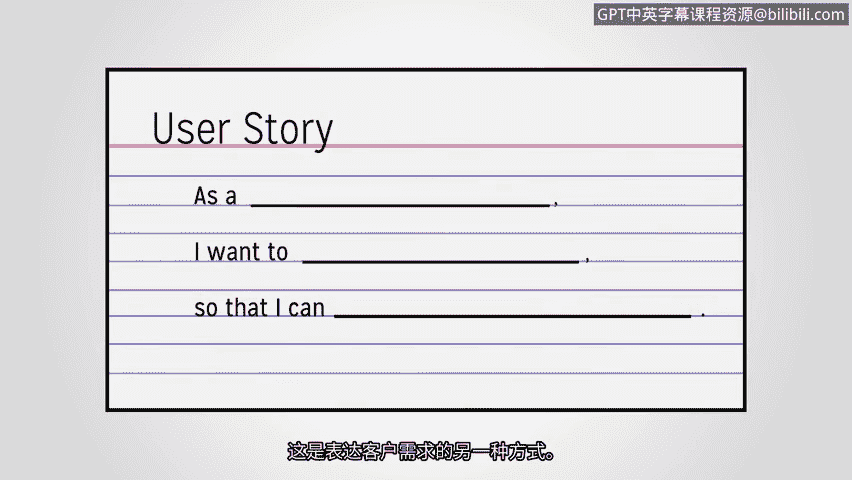 GPT中英字幕课程资源@bilibili.com
User Story
As a ,
I want to ,
so that I can .
这是表达客户需求的另一种方式。